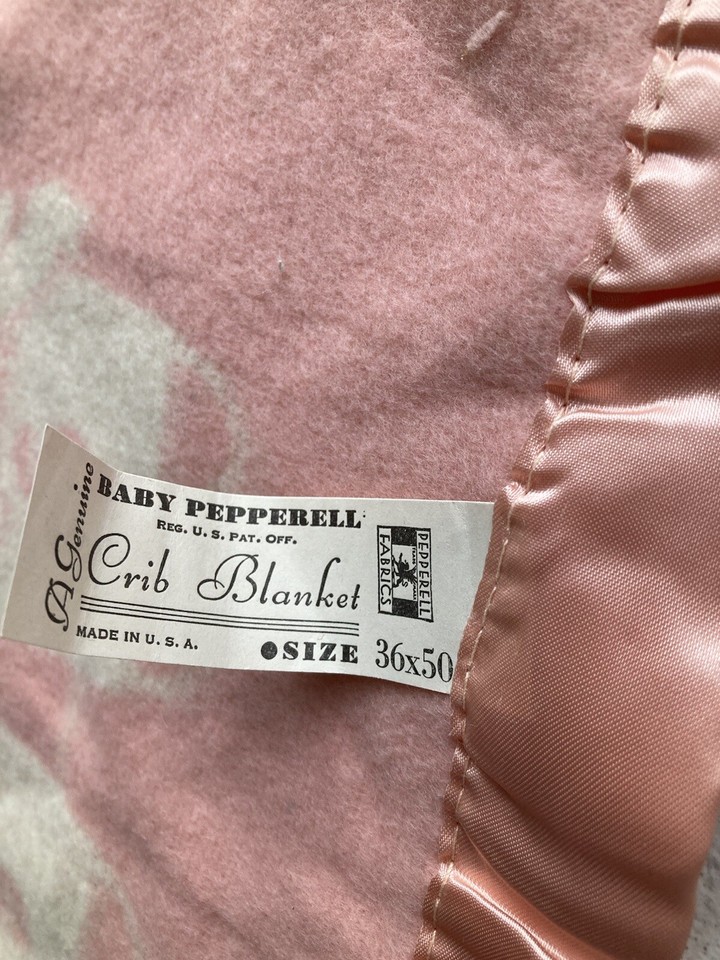 A Genuine
BABY PEPPERELL
REG. U. S. PAT. OFF.
Crib Blanket
MADE IN U. S. A.
SIZE 36x50
PEPPERELL
FABRICS